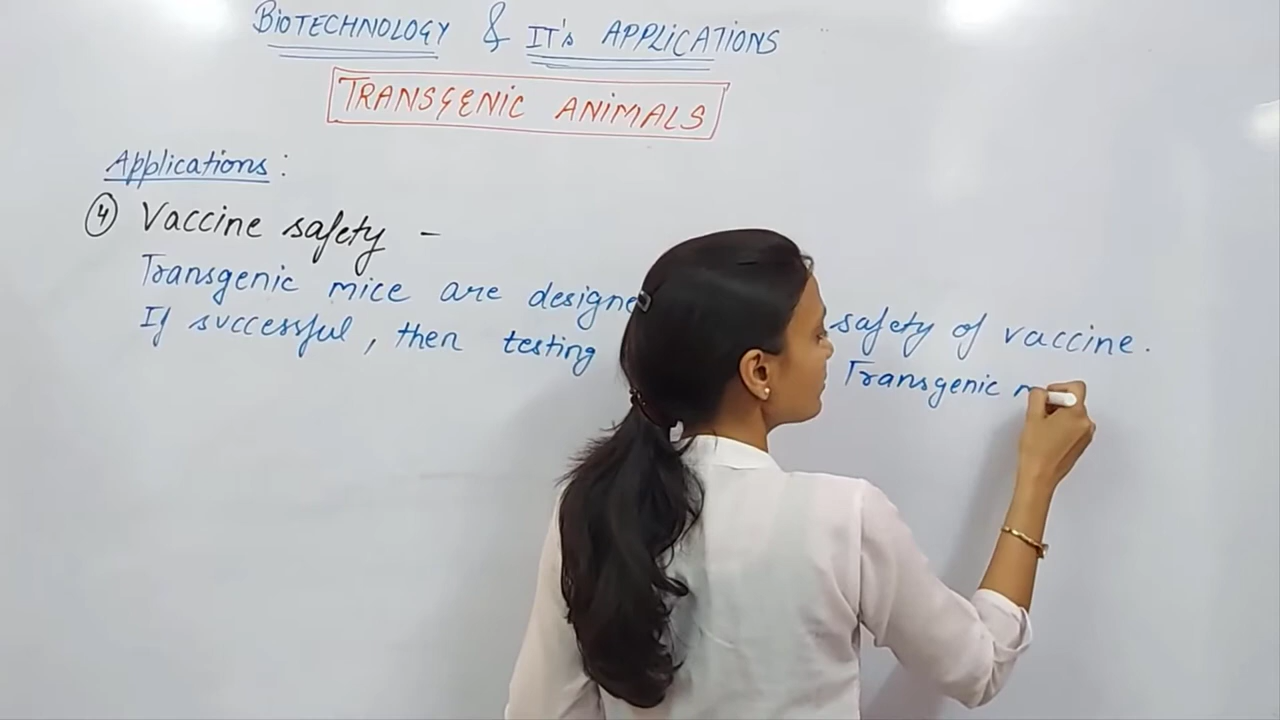 BIOTECHNOLOGY & IT's APPLICATIONS
TRANSGENIC ANIMALS
Applications:
④ Vaccine safety -
Transgenic mice are designe safety of vaccine.
If successful, then testing Transgenic m